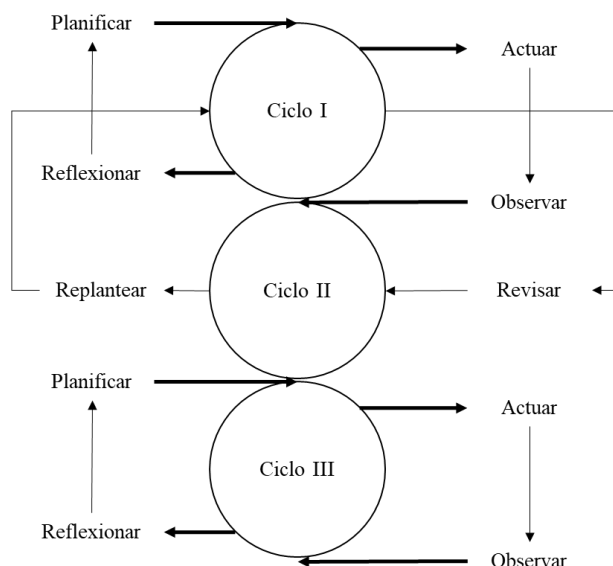 Planificar
Actuar
Ciclo I
Reflexionar
Observar
Replantear
Ciclo II
Revisar
Planificar
Actuar
Ciclo III
Reflexionar
Observar